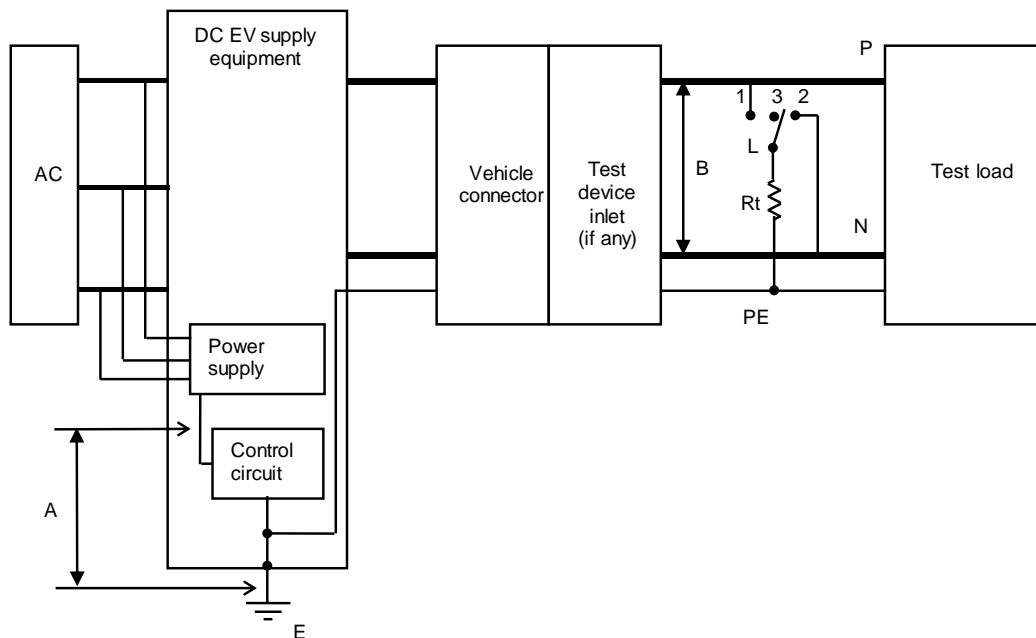 DC EV supply
equipment
AC
Vehicle
connector
Test
device
inlet
(if any)
B
P
1 3 2
L
Rt
N
PE
Test load
Power
supply
Control
circuit
A
E